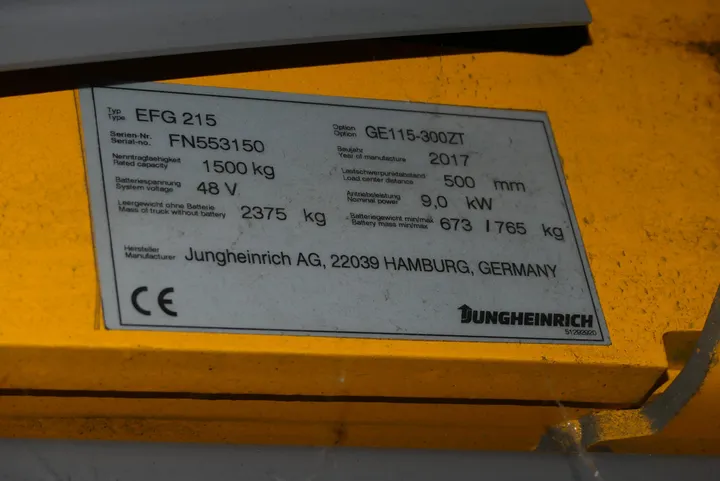 Typ EFG 215 Option GE115-300ZT
Type Option
Serien-Nr. FN553150 Baujahr 2017
Serial-no. Year of manufacture
Nenntragfaehigkeit 1500 kg Lastschwerpunktabstand 500 mm
Rated capacity Load center distance
Batteriespannung 48 V Antriebsleistung 9,0 kW
System voltage Nominal power
Leergewicht ohne Batterie 2375 kg Batteriegewicht min/max 673 / 765 kg
Mass of truck without battery Battery mass min/max
Hersteller Jungheinrich AG, 22039 HAMBURG, GERMANY
Manufacturer
CE JUNGHEINRICH
51292920